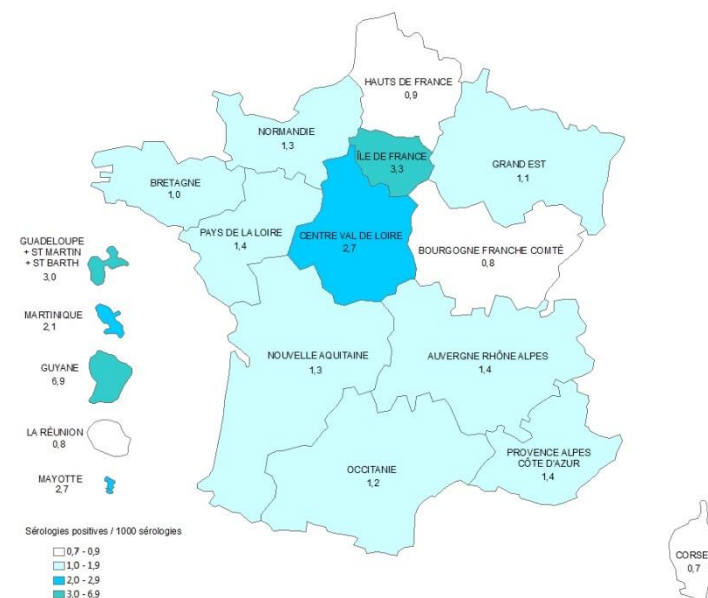 HAUTS DE FRANCE
0,9
NORMANDIE
1,3
ÎLE DE FRANCE
3,3
GRAND EST
1,1
BRETAGNE
1,0
PAYS DE LA LOIRE
1,4
CENTRE VAL DE LOIRE
2,7
BOURGOGNE FRANCHE COMTÉ
0,8
GUADELOUPE
+ ST MARTIN
+ ST BARTH
3,0
MARTINIQUE
2,1
GUYANE
6,9
LA RÉUNION
0,8
MAYOTTE
2,7
NOUVELLE AQUITAINE
1,3
AUVERGNE RHÔNE ALPES
1,4
OCCITANIE
1,2
PROVENCE ALPES
CÔTE D'AZUR
1,4
CORSE
0,7
Sérologies positives / 1000 sérologies
0,7 - 0,9
1,0 - 1,9
2,0 - 2,9
3,0 - 6,9